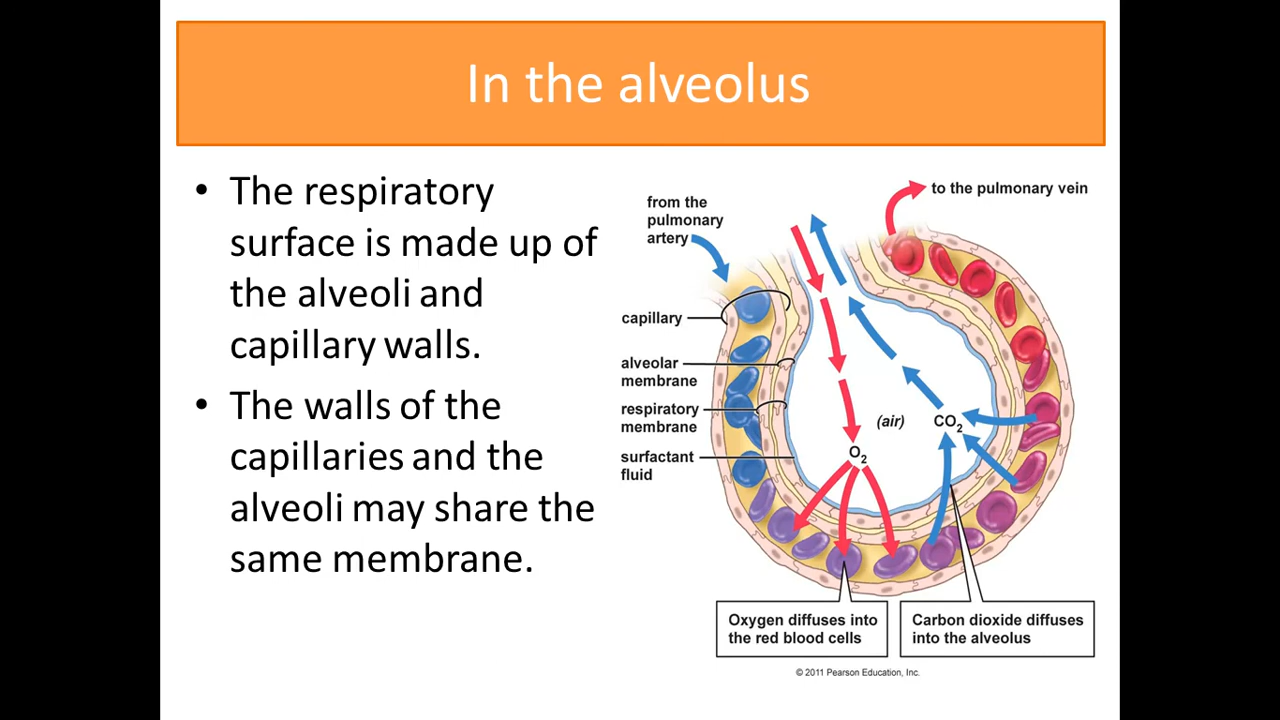 In the alveolus
• The respiratory
surface is made up of
the alveoli and
capillary walls.
• The walls of the
capillaries and the
alveoli may share the
same membrane.
to the pulmonary vein
from the
pulmonary
artery
capillary
alveolar
membrane
respiratory
membrane
surfactant
fluid
(air)
CO₂
O₂
Oxygen diffuses into
the red blood cells
Carbon dioxide diffuses
into the alveolus
© 2011 Pearson Education, Inc.